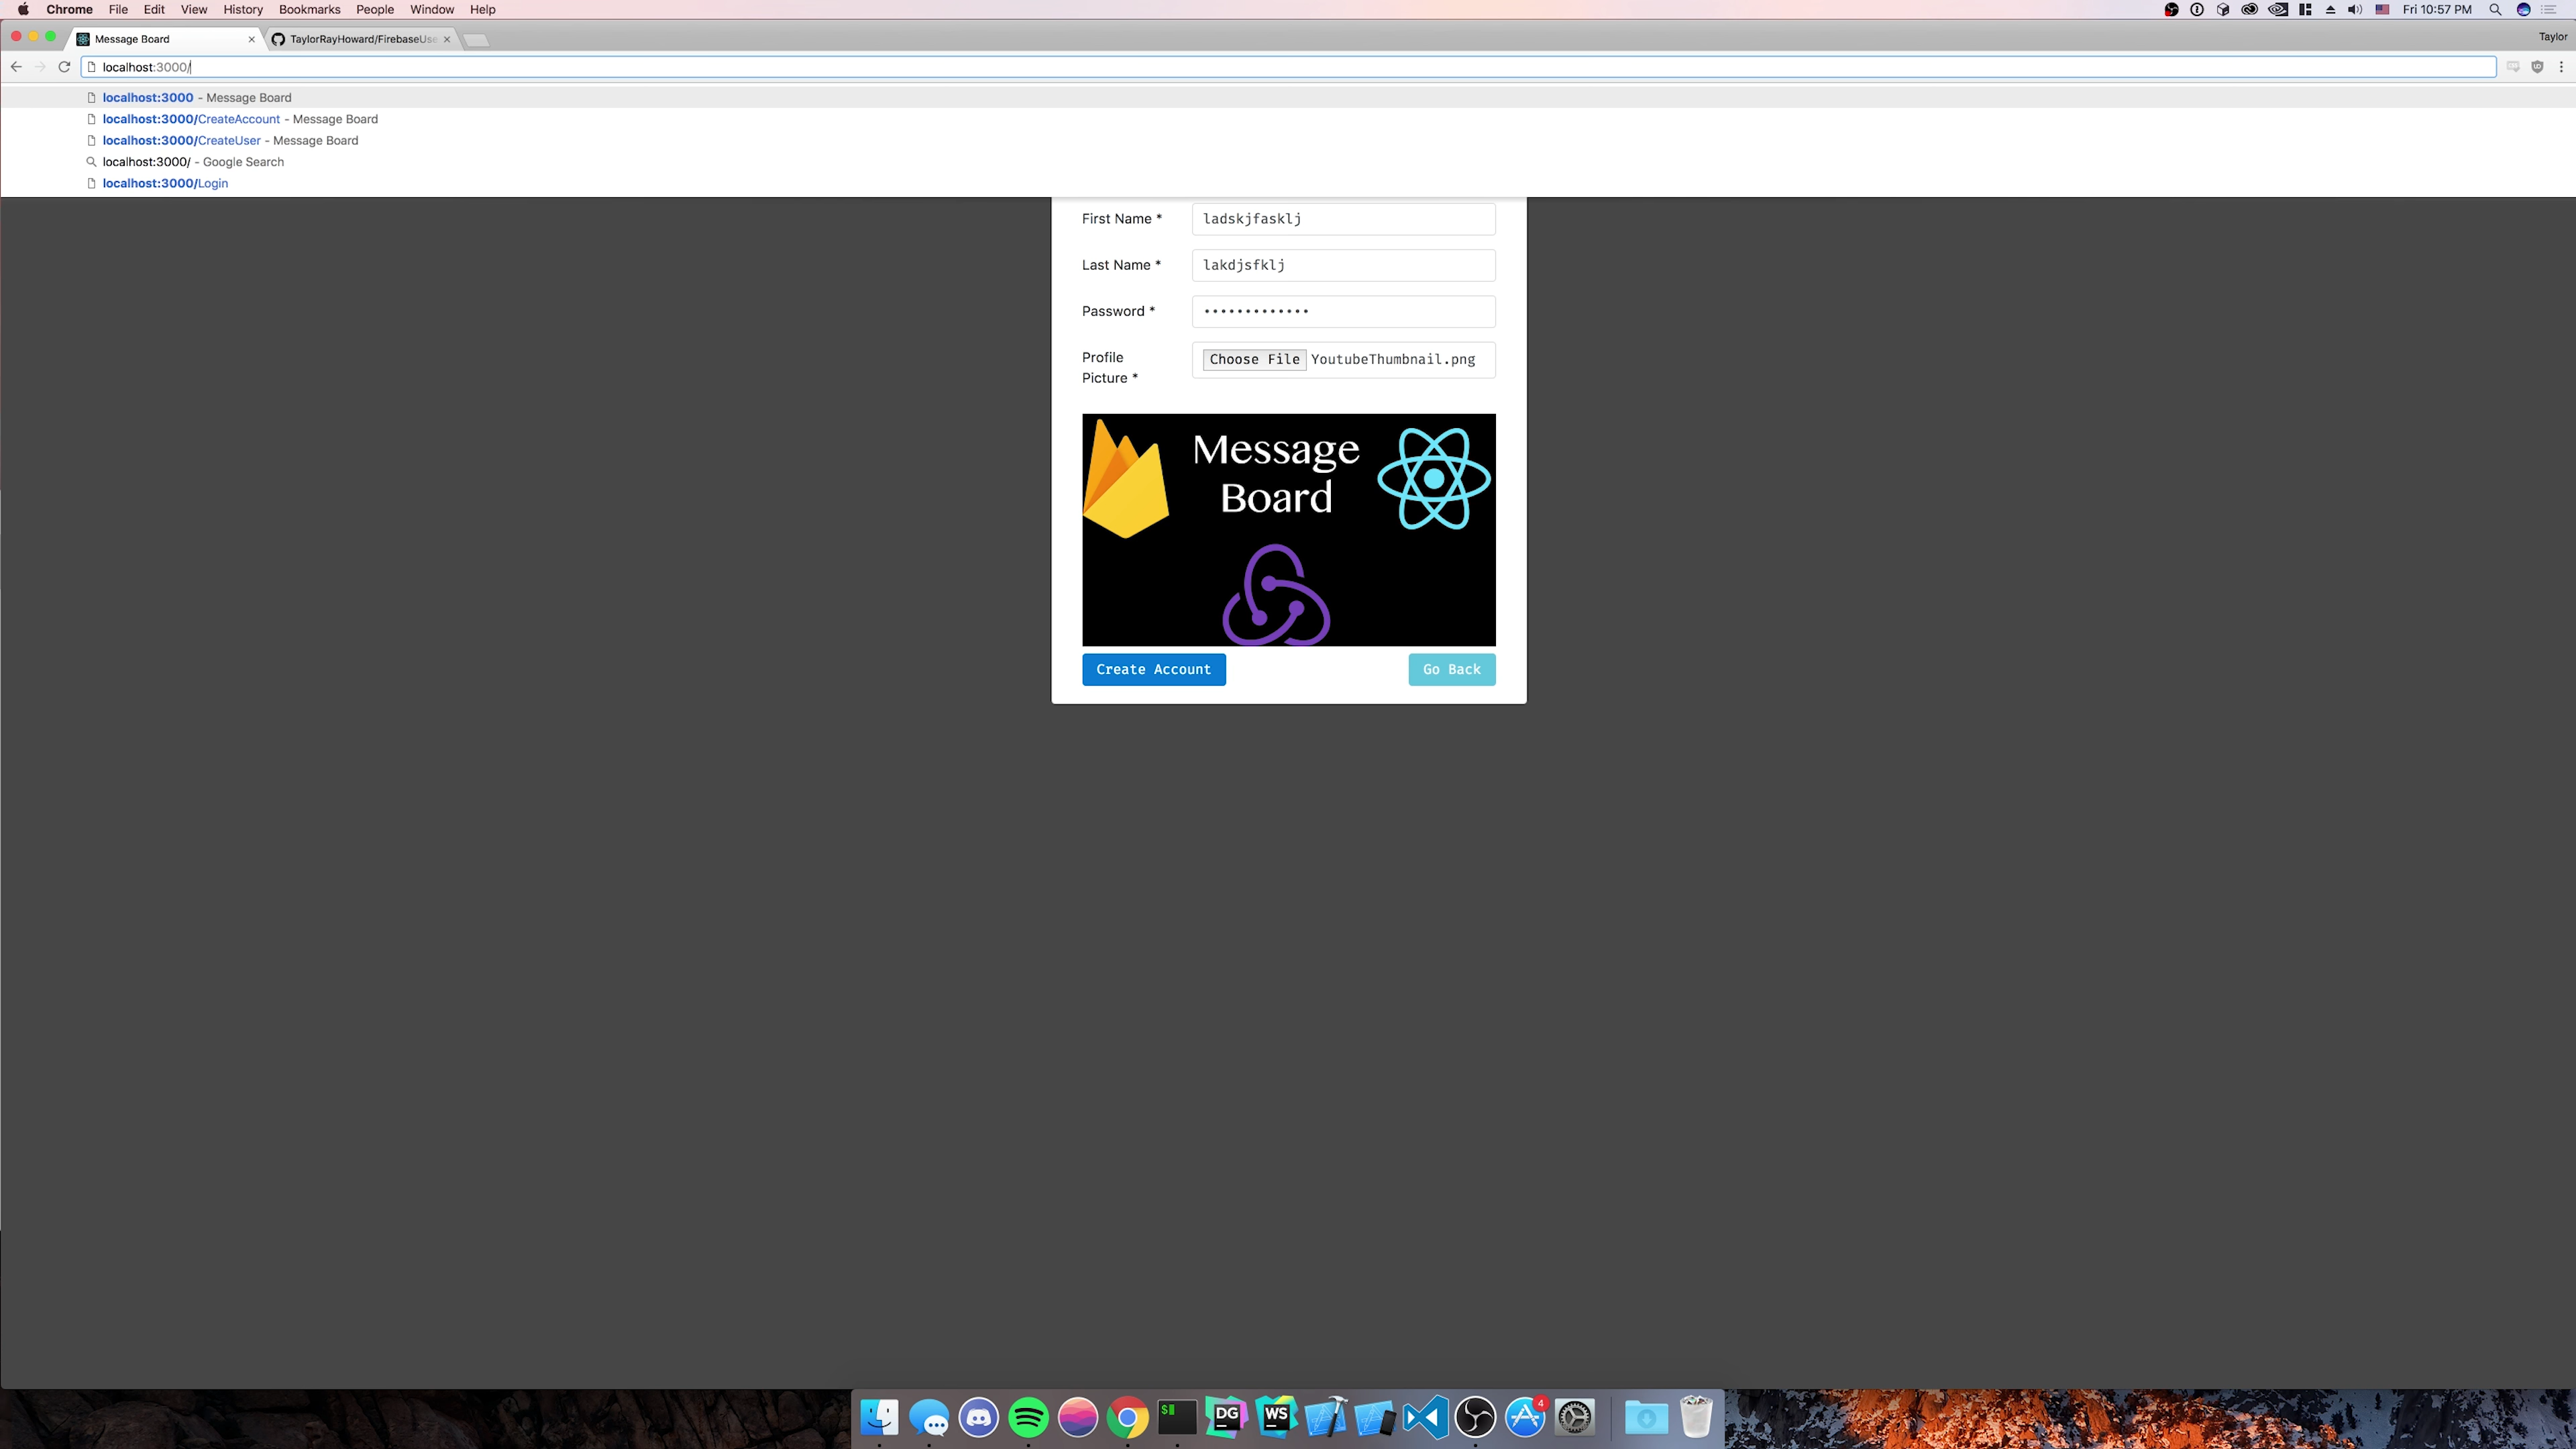 Chrome File Edit View History Bookmarks People Window Help Fri 10:57 PM
Message Board TaylorRayHoward/FirebaseUse Taylor
localhost:3000/
localhost:3000 - Message Board
localhost:3000/CreateAccount - Message Board
localhost:3000/CreateUser - Message Board
localhost:3000/ - Google Search
localhost:3000/Login
First Name * ladskjfasklj
Last Name * lakdjsfklj
Password *
Profile
Picture *
Choose File YoutubeThumbnail.png
Message
Board
Create Account Go Back
$ DG WS 4